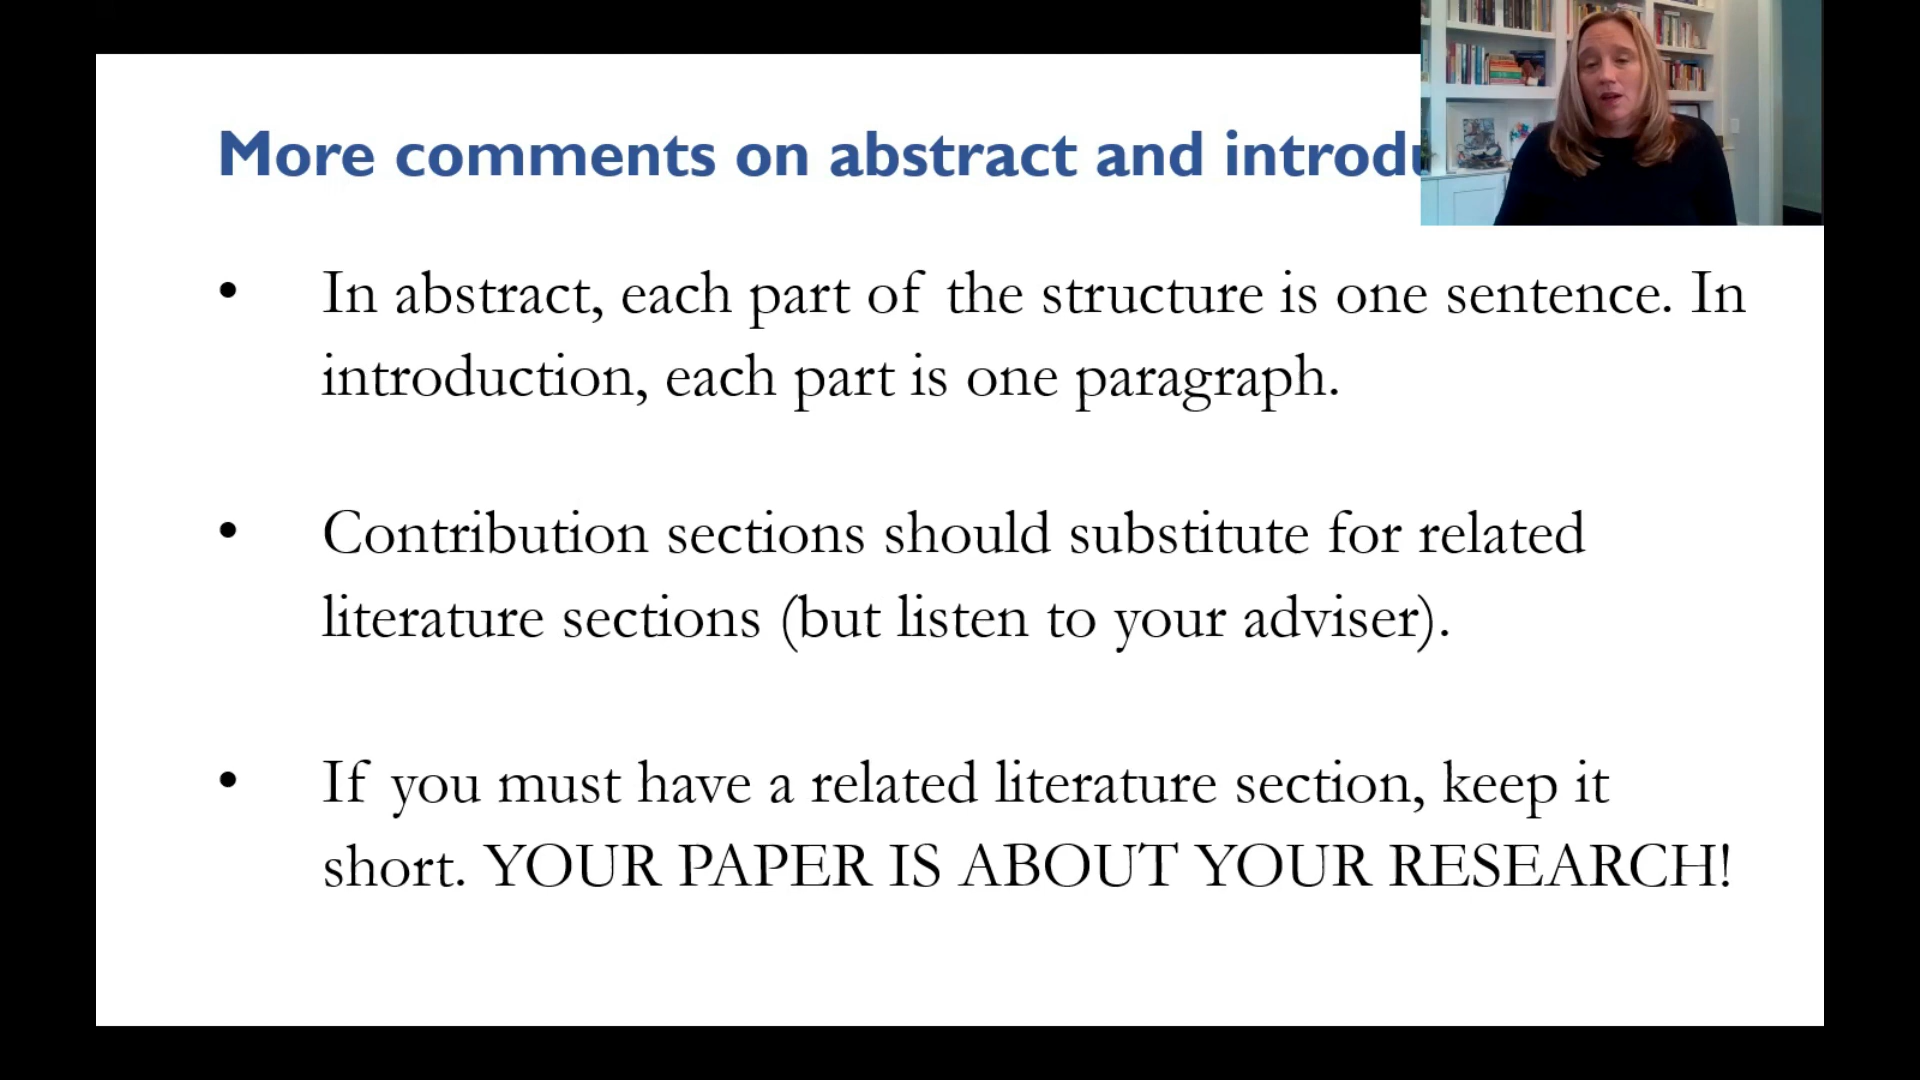 More comments on abstract and introdu
• In abstract, each part of the structure is one sentence. In
introduction, each part is one paragraph.
• Contribution sections should substitute for related
literature sections (but listen to your adviser).
• If you must have a related literature section, keep it
short. YOUR PAPER IS ABOUT YOUR RESEARCH!